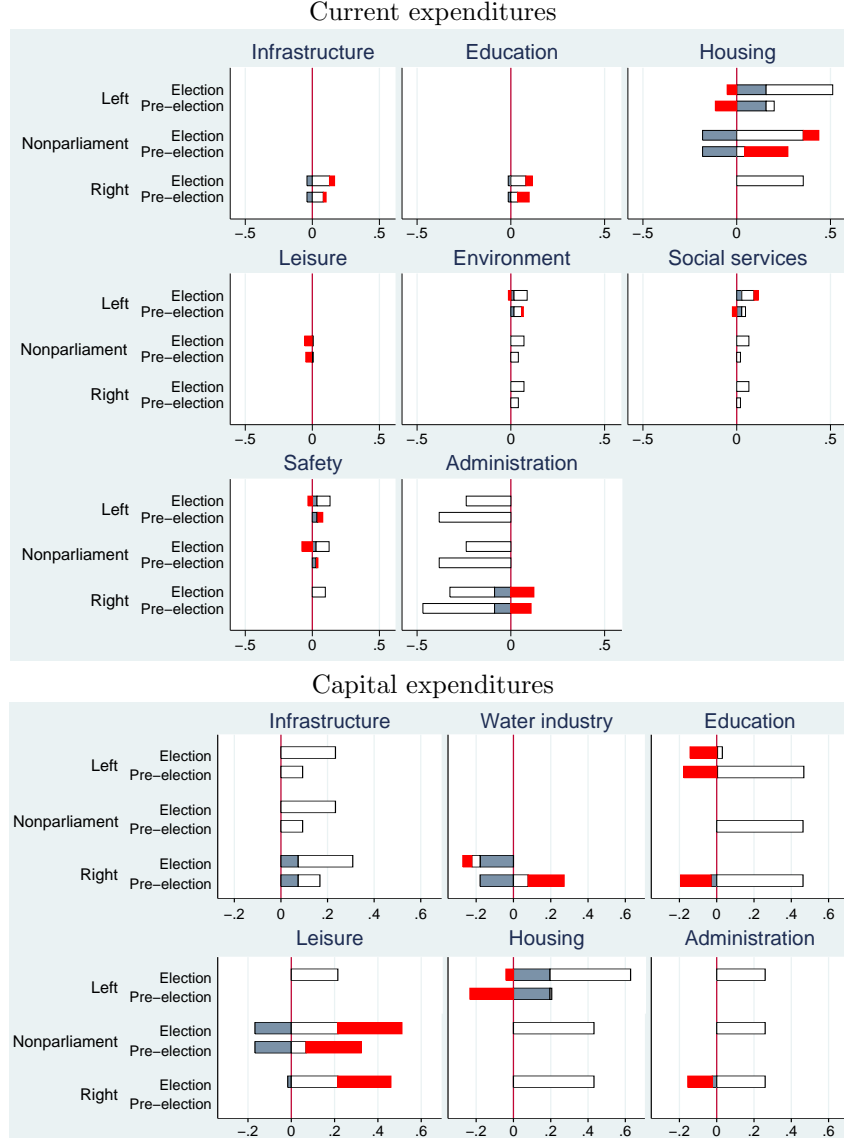 Current expenditures
Infrastructure Education Housing
Left Election
Pre−election
Nonparliament Election
Pre−election
Right Election
Pre−election
−.5 0 .5 −.5 0 .5 −.5 0 .5
Leisure Environment Social services
Left Election
Pre−election
Nonparliament Election
Pre−election
Right Election
Pre−election
−.5 0 .5 −.5 0 .5 −.5 0 .5
Safety Administration
Left Election
Pre−election
Nonparliament Election
Pre−election
Right Election
Pre−election
−.5 0 .5 −.5 0 .5
Capital expenditures
Infrastructure Water industry Education
Left Election
Pre−election
Nonparliament Election
Pre−election
Right Election
Pre−election
−.2 0 .2 .4 .6 −.2 0 .2 .4 .6 −.2 0 .2 .4 .6
Leisure Housing Administration
Left Election
Pre−election
Nonparliament Election
Pre−election
Right Election
Pre−election
−.2 0 .2 .4 .6 −.2 0 .2 .4 .6 −.2 0 .2 .4 .6